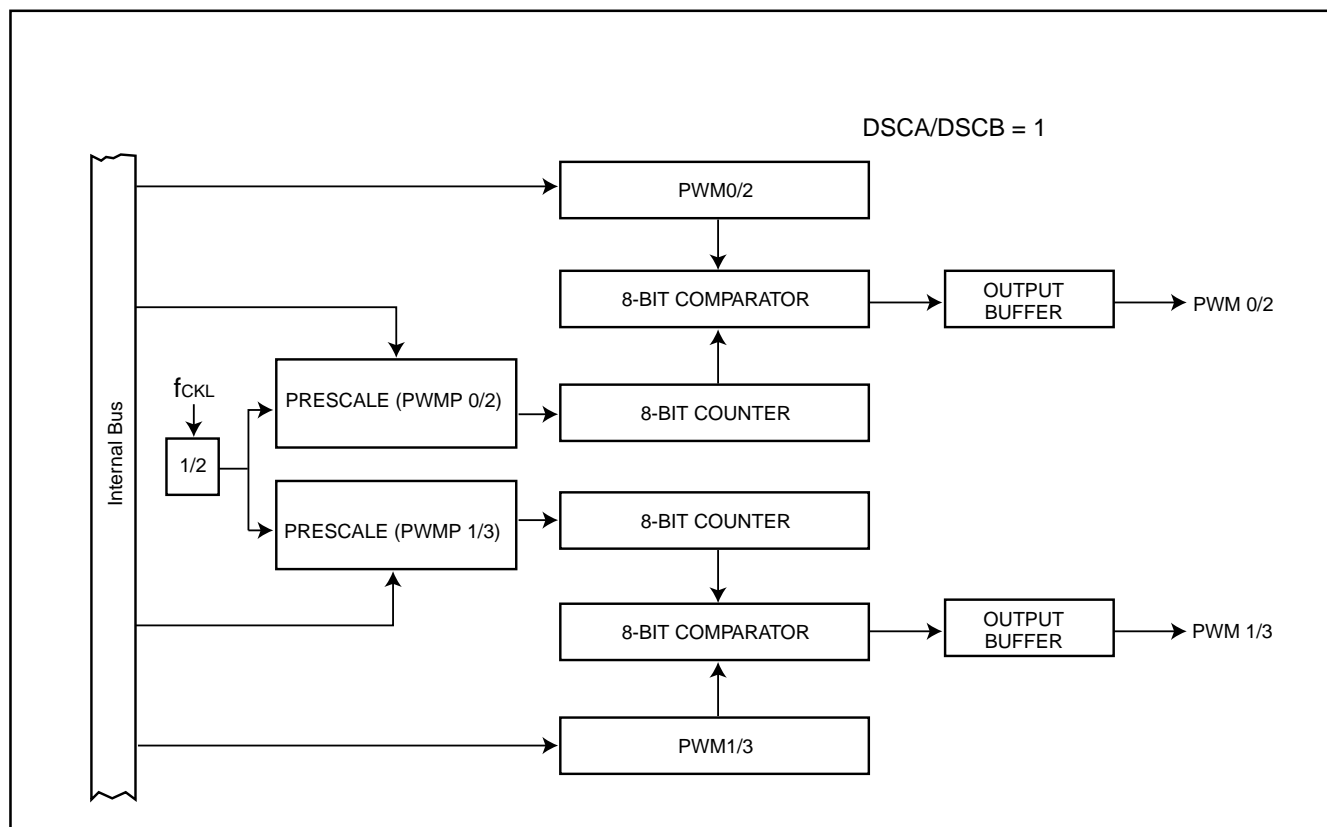 DSCA/DSCB = 1
PWM0/2
8-BIT COMPARATOR
OUTPUT
BUFFER
PWM 0/2
fCKL
PRESCALE (PWMP 0/2)
8-BIT COUNTER
Internal Bus
1/2
PRESCALE (PWMP 1/3)
8-BIT COUNTER
8-BIT COMPARATOR
OUTPUT
BUFFER
PWM 1/3
PWM1/3